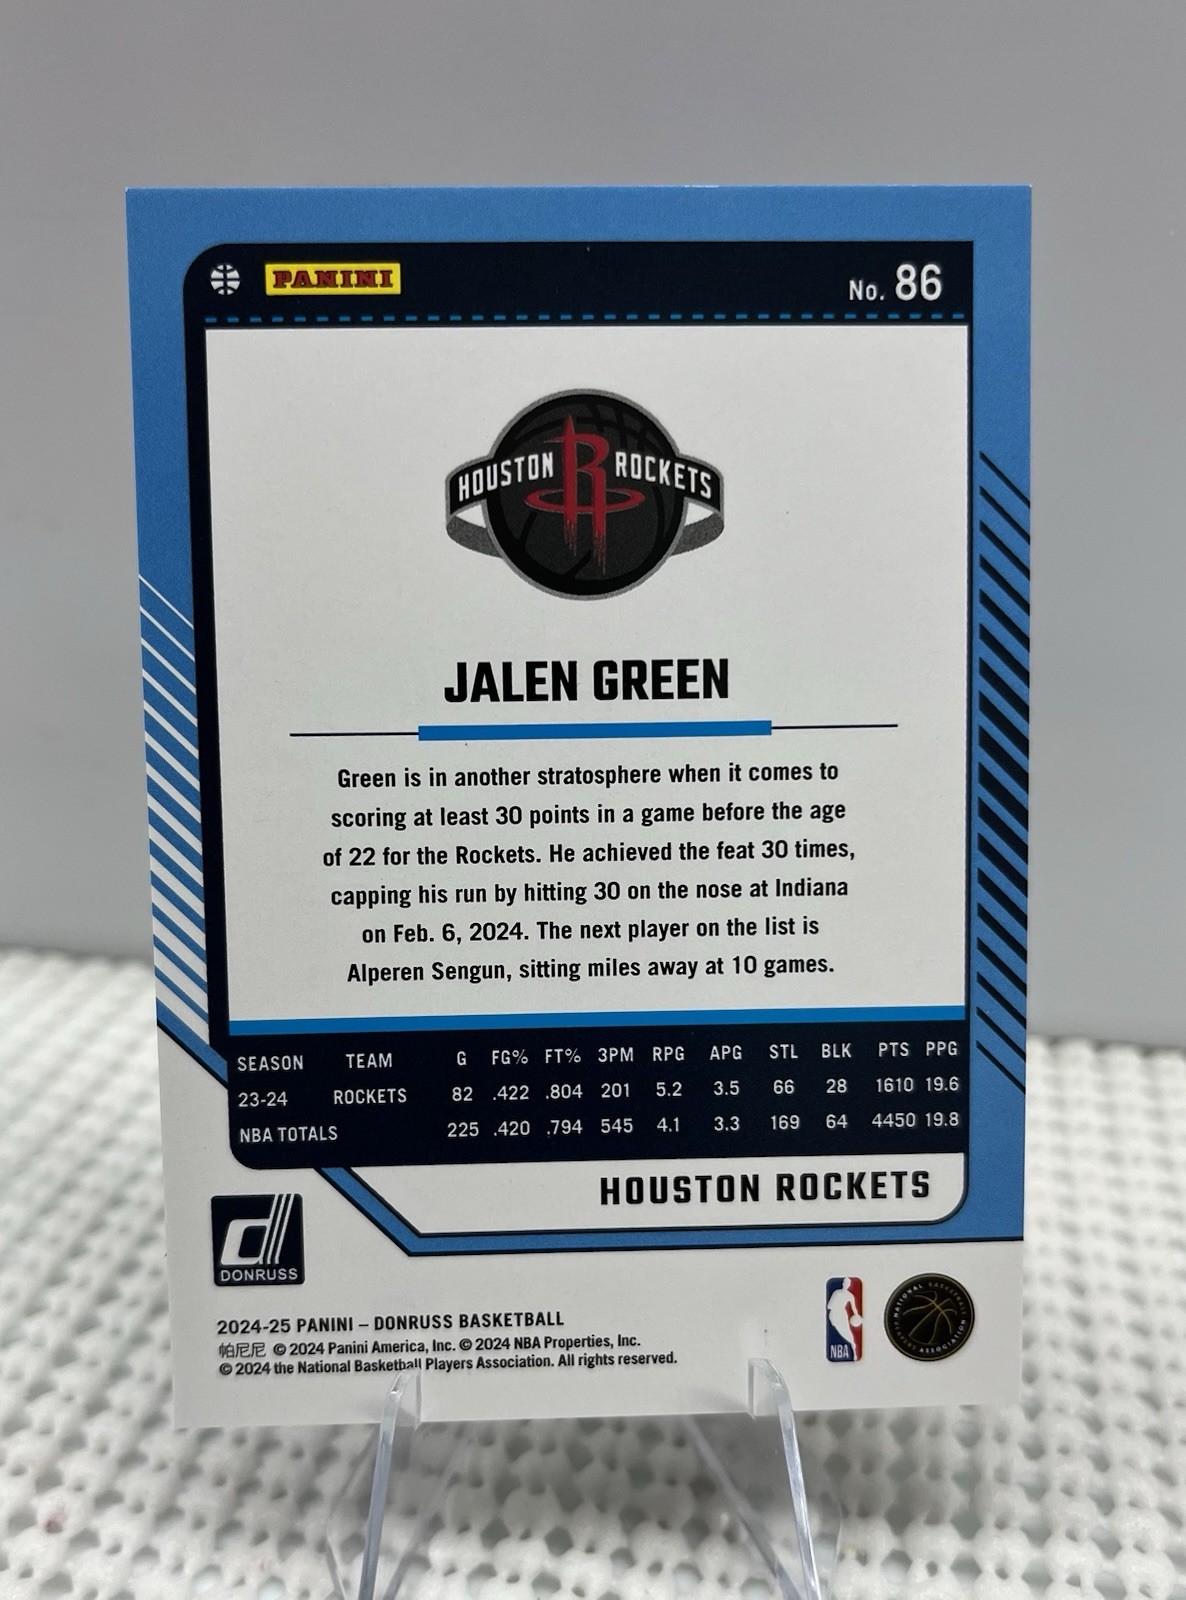 PANINI
No. 86
HOUSTON ROCKETS
JALEN GREEN
Green is in another stratosphere when it comes to
scoring at least 30 points in a game before the age
of 22 for the Rockets. He achieved the feat 30 times,
capping his run by hitting 30 on the nose at Indiana
on Feb. 6, 2024. The next player on the list is
Alperen Sengun, sitting miles away at 10 games.
SEASON TEAM G FG% FT% 3PM RPG APG STL BLK PTS PPG
23-24 ROCKETS 82 .422 .804 201 5.2 3.5 66 28 1610 19.6
NBA TOTALS 225 .420 .794 545 4.1 3.3 169 64 4450 19.8
HOUSTON ROCKETS
d
DONRUSS
2024-25 PANINI – DONRUSS BASKETBALL
帕尼尼 © 2024 Panini America, Inc. © 2024 NBA Properties, Inc.
© 2024 the National Basketball Players Association. All rights reserved.
NBA
NATIONAL BASKETBALL PLAYERS ASSOCIATION